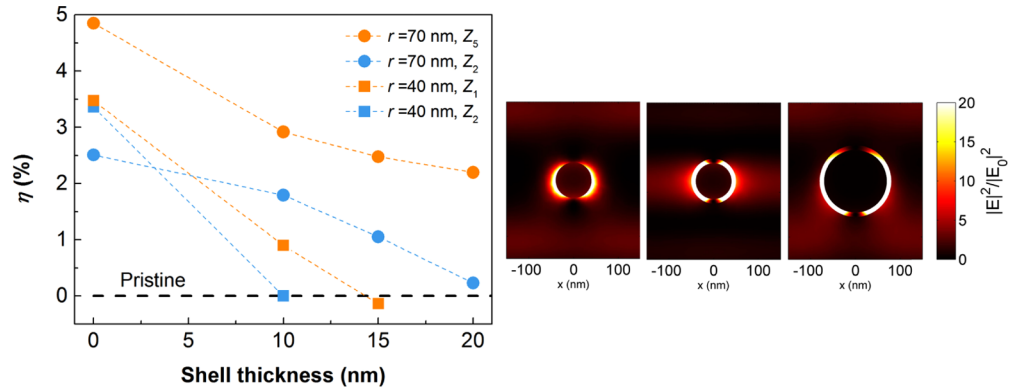 5
4
3
2
1
0
η (%)
r =70 nm, Z5
r =70 nm, Z2
r =40 nm, Z1
r =40 nm, Z2
Pristine
0 5 10 15 20
Shell thickness (nm)
-100 0 100
x (nm)
-100 0 100
x (nm)
-100 0 100
x (nm)
20
15
10
5
0
|E|²/|E₀|²